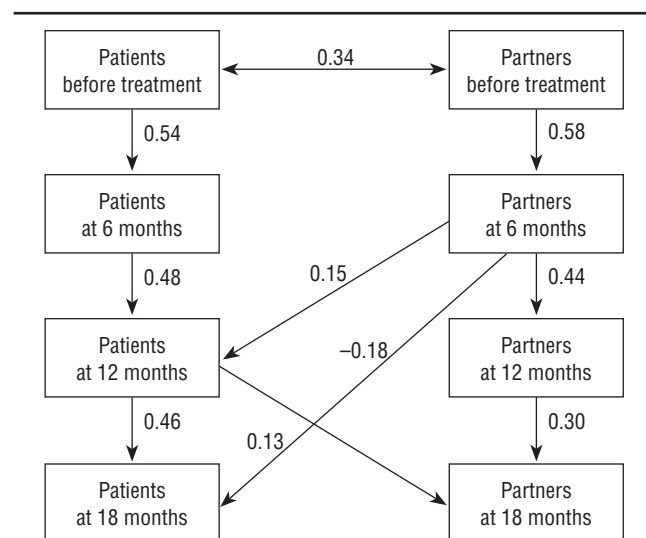 Patients
before treatment
0.34
Partners
before treatment
0.54
0.58
Patients
at 6 months
Partners
at 6 months
0.48
0.15
0.44
Patients
at 12 months
–0.18
Partners
at 12 months
0.46
0.13
0.30
Patients
at 18 months
Partners
at 18 months